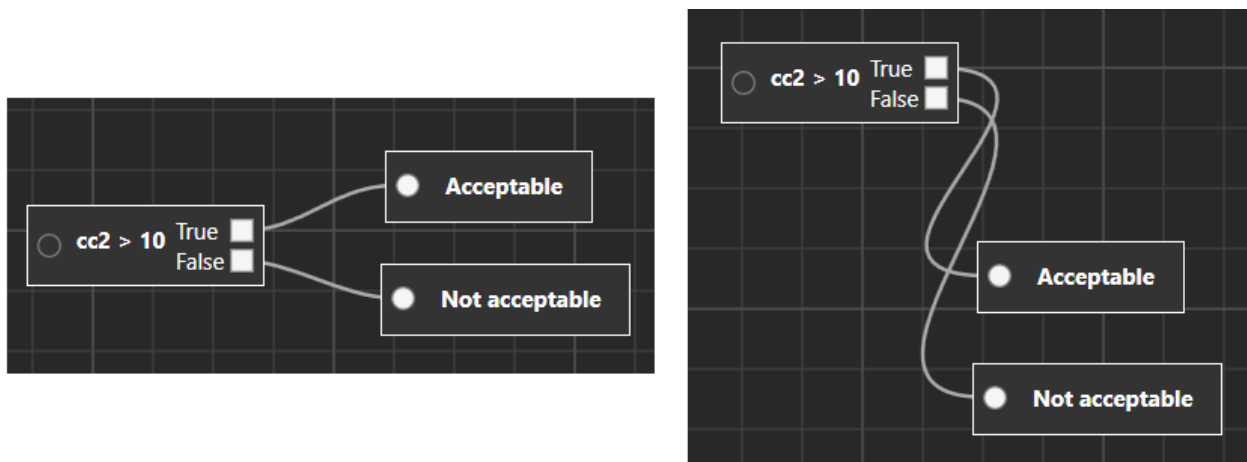 cc2 > 10 True
False
Acceptable
Not acceptable
cc2 > 10 True
False
Acceptable
Not acceptable